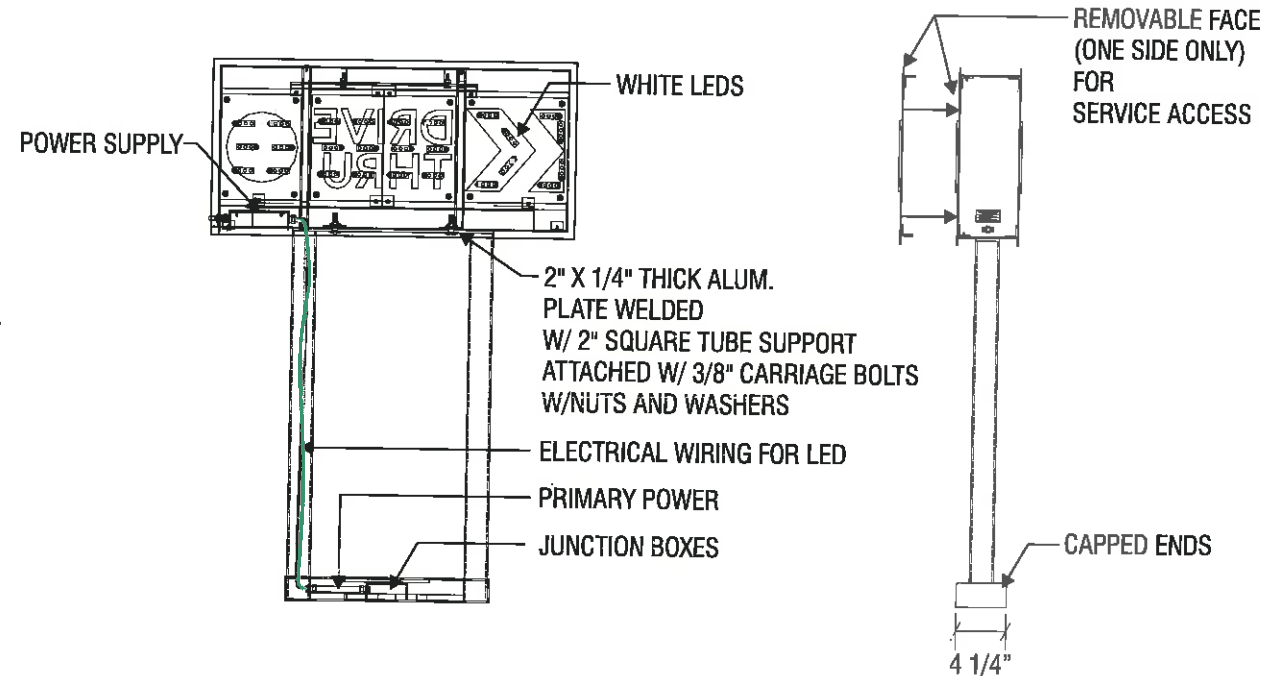 POWER SUPPLY
DRIVE
THRU
WHITE LEDS
2" X 1/4" THICK ALUM.
PLATE WELDED
W/ 2" SQUARE TUBE SUPPORT
ATTACHED W/ 3/8" CARRIAGE BOLTS
W/NUTS AND WASHERS
ELECTRICAL WIRING FOR LED
PRIMARY POWER
JUNCTION BOXES
REMOVABLE FACE
(ONE SIDE ONLY)
FOR
SERVICE ACCESS
CAPPED ENDS
4 1/4"